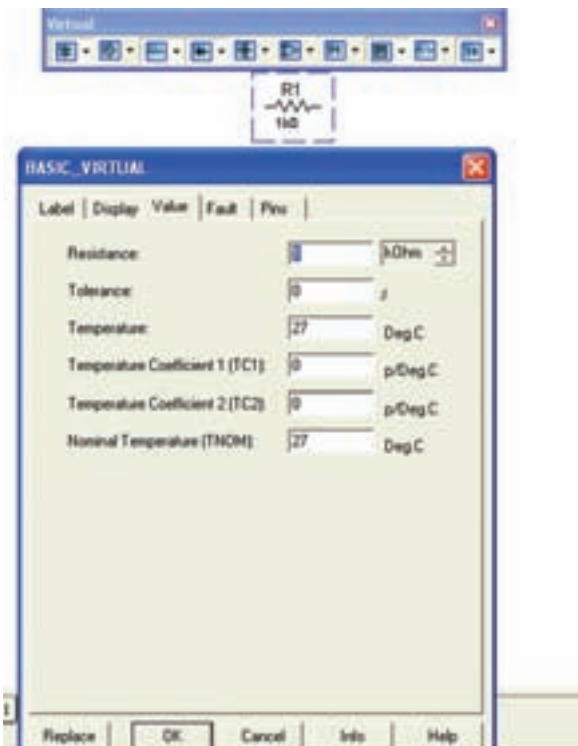 Virtual
R1
1kΩ
BASIC_VIRTUAL
Label Display Value Fault Pins
Resistance: kOhm
Tolerance: 0
Temperature: 27 Deg.C
Temperature Coefficient 1 (TC1): 0 p/Deg.C
Temperature Coefficient 2 (TC2): 0 p/Deg.C
Nominal Temperature (TNOM): 27 Deg.C
Replace OK Cancel Info Help